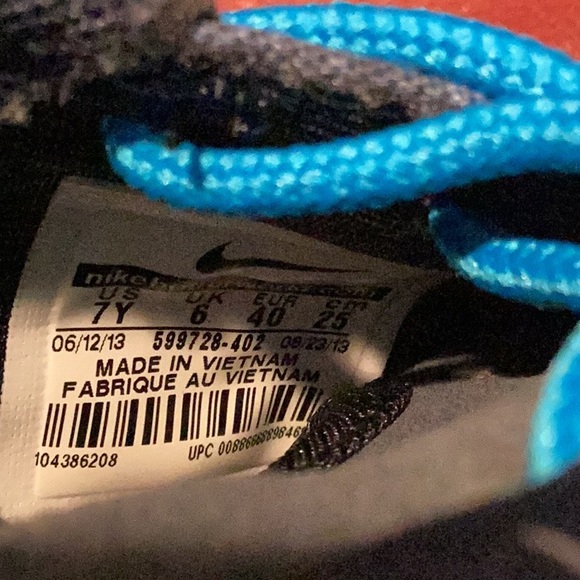 US UK EUR cm
7Y 6 40 25
06/12/13 599728-402 08/23/13
MADE IN VIETNAM
FABRIQUE AU VIETNAM
104386208 UPC